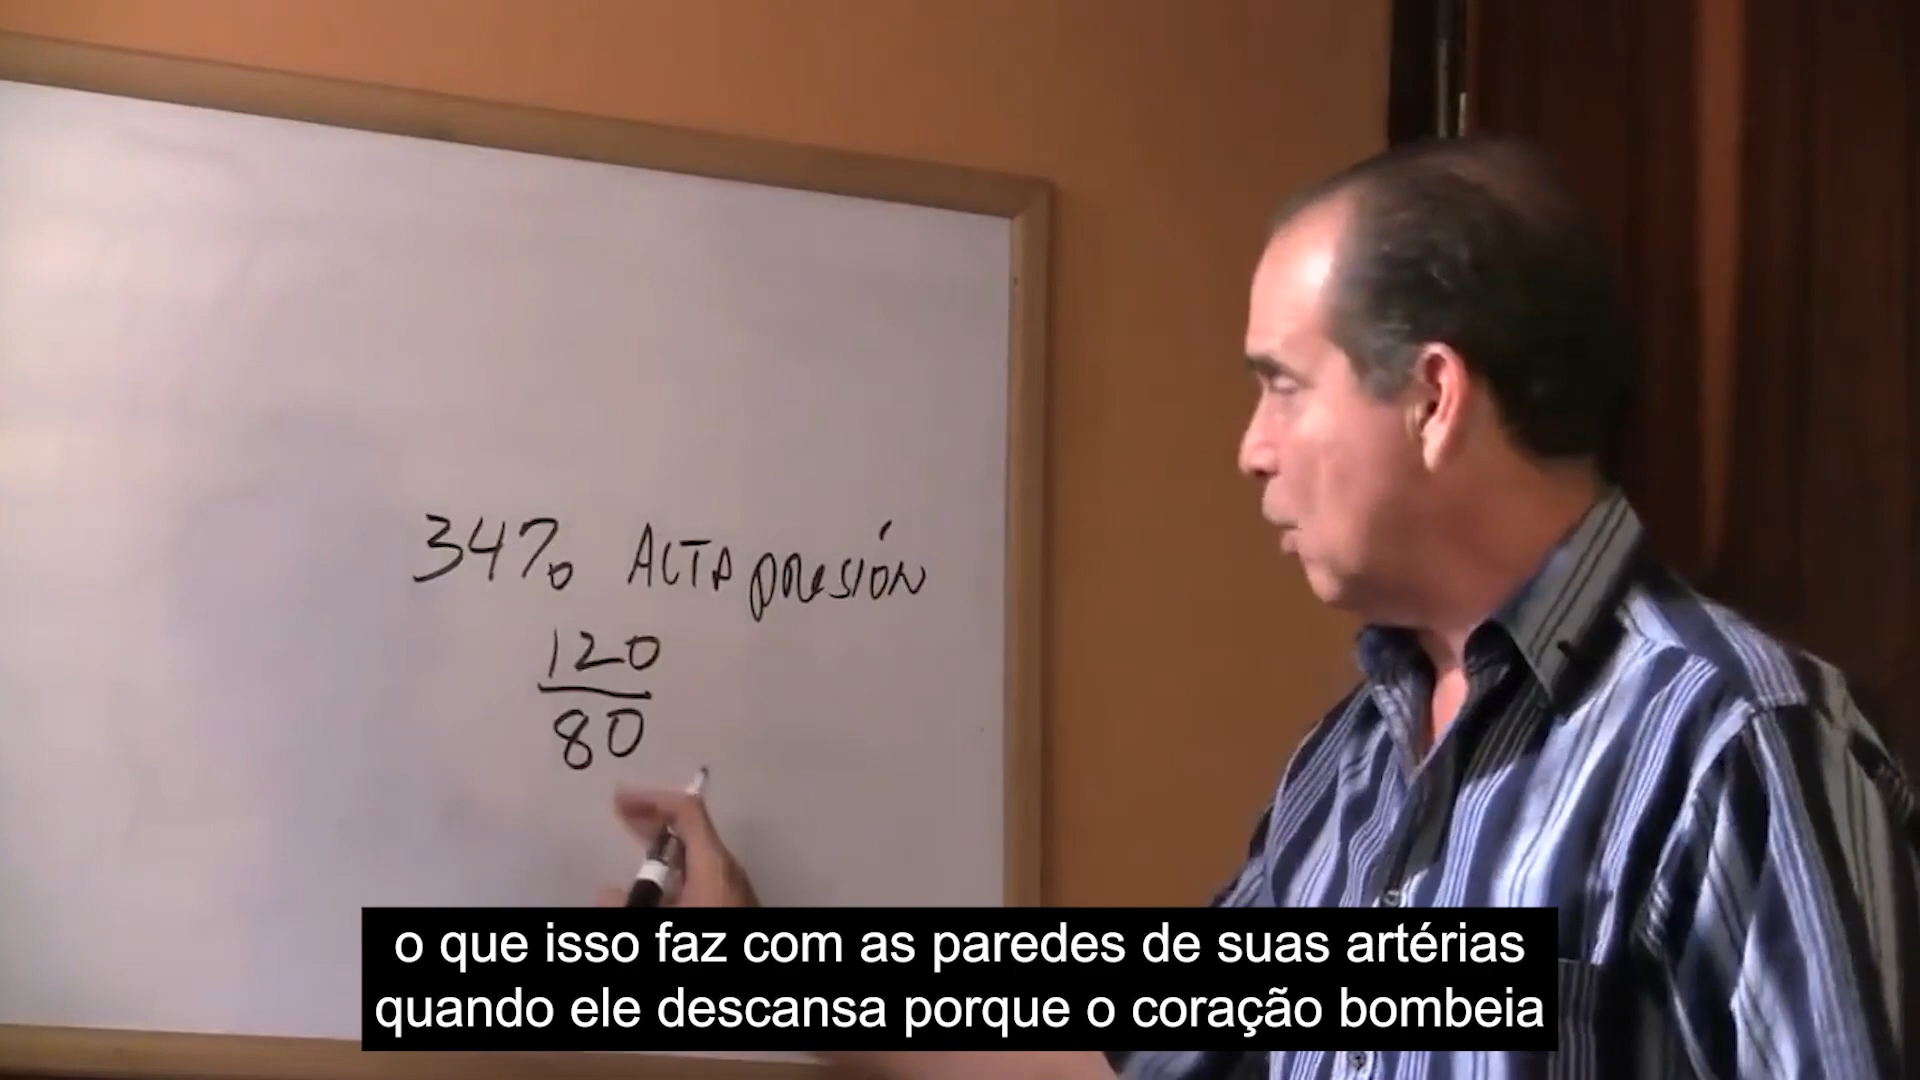 34% ALTA presión
120
80
o que isso faz com as paredes de suas artérias
quando ele descansa porque o coração bombeia